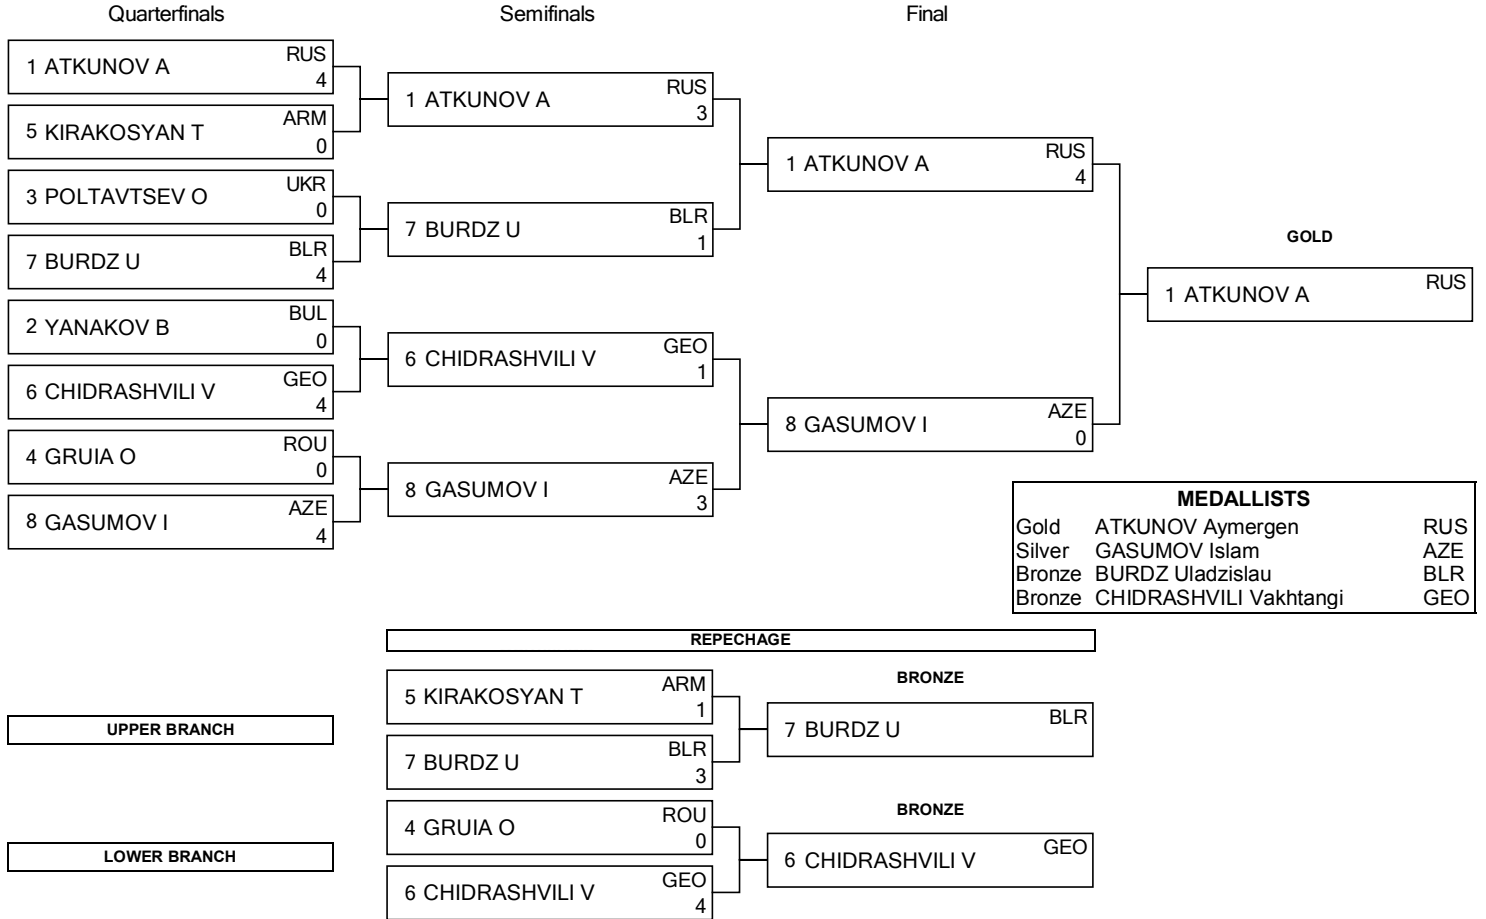 Quarterfinals Semifinals Final
1 ATKUNOV A RUS 4
5 KIRAKOSYAN T ARM 0
3 POLTAVTSEV O UKR 0
7 BURDZ U BLR 4
2 YANAKOV B BUL 0
6 CHIDRASHVILI V GEO 4
4 GRUIA O ROU 0
8 GASUMOV I AZE 4
1 ATKUNOV A RUS 3
7 BURDZ U BLR 1
6 CHIDRASHVILI V GEO 1
8 GASUMOV I AZE 3
1 ATKUNOV A RUS 4
8 GASUMOV I AZE 0
GOLD
1 ATKUNOV A RUS
MEDALLISTS
Gold ATKUNOV Aymergen RUS
Silver GASUMOV Islam AZE
Bronze BURDZ Uladzislau BLR
Bronze CHIDRASHVILI Vakhtangi GEO
REPECHAGE
UPPER BRANCH
5 KIRAKOSYAN T ARM 1
7 BURDZ U BLR 3
BRONZE
7 BURDZ U BLR
LOWER BRANCH
4 GRUIA O ROU 0
6 CHIDRASHVILI V GEO 4
BRONZE
6 CHIDRASHVILI V GEO